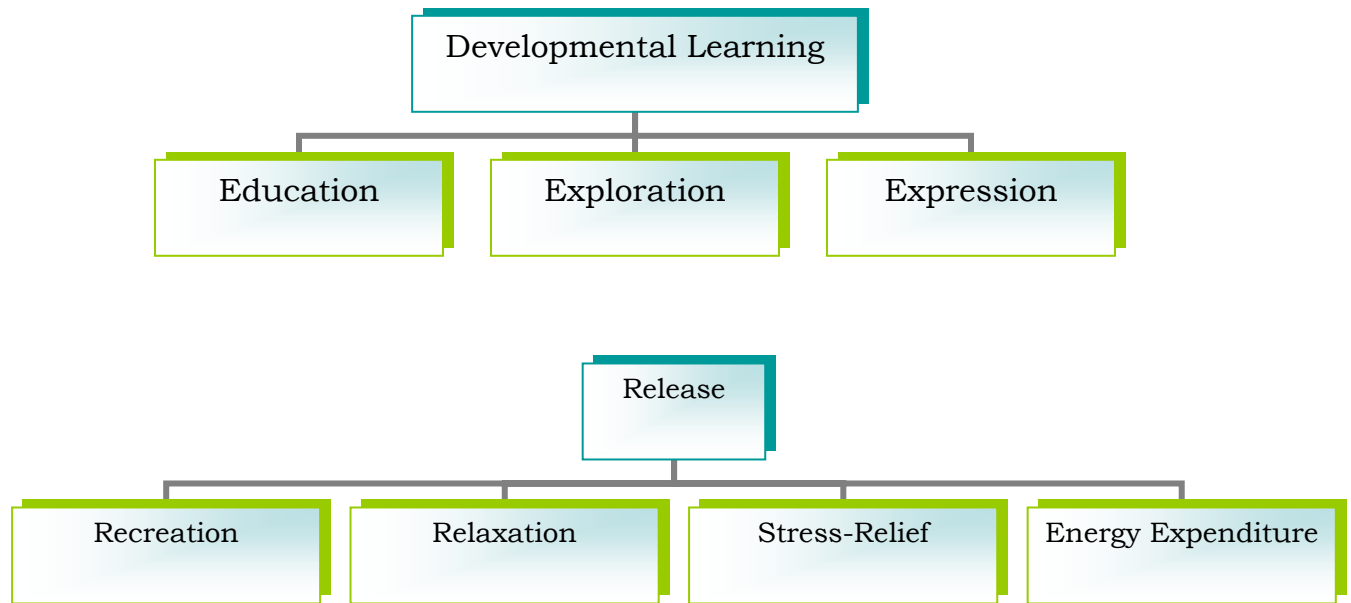 Developmental Learning
Education
Exploration
Expression
Release
Recreation
Relaxation
Stress-Relief
Energy Expenditure